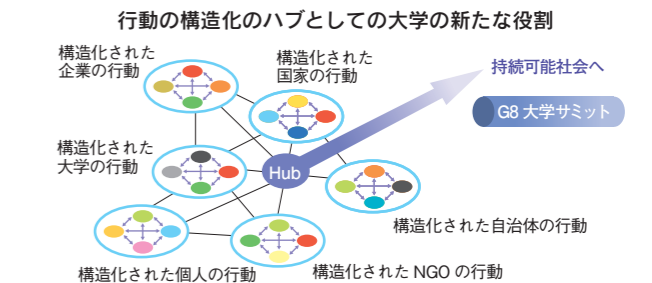 行動の構造化のハブとしての大学の新たな役割
構造化された
企業の行動
構造化された
国家の行動
持続可能社会へ
G8 大学サミット
構造化された
大学の行動
Hub
構造化された自治体の行動
構造化された個人の行動
構造化された NGO の行動